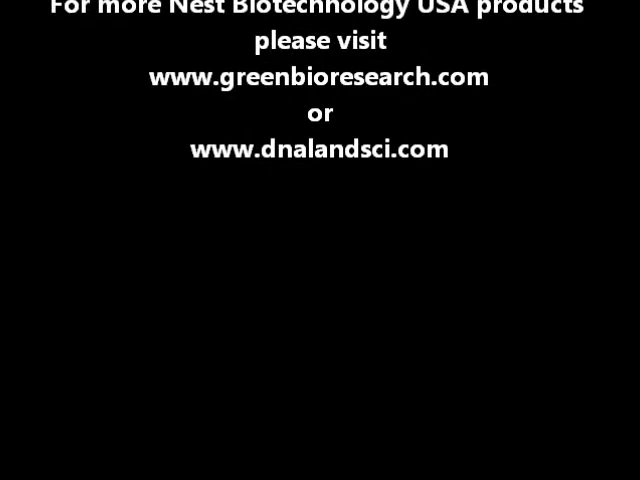 For more Nest Biotechnology USA products
please visit
www.greenbioresearch.com
or
www.dnalandsci.com